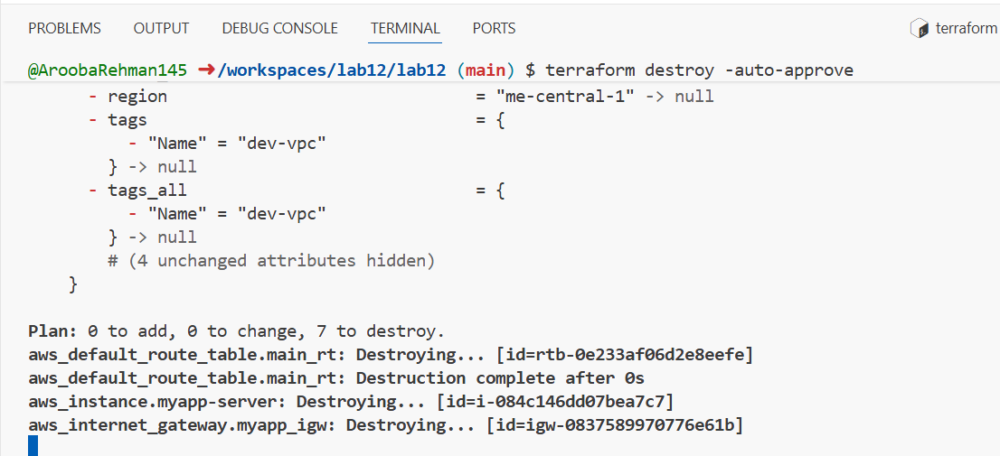 PROBLEMS OUTPUT DEBUG CONSOLE TERMINAL PORTS terraform
@AroobaRehman145 ➜/workspaces/lab12/lab12 (main) $ terraform destroy -auto-approve
- region = "me-central-1" -> null
- tags = {
- "Name" = "dev-vpc"
} -> null
- tags_all = {
- "Name" = "dev-vpc"
} -> null
# (4 unchanged attributes hidden)
}
Plan: 0 to add, 0 to change, 7 to destroy.
aws_default_route_table.main_rt: Destroying... [id=rtb-0e233af06d2e8eefe]
aws_default_route_table.main_rt: Destruction complete after 0s
aws_instance.myapp-server: Destroying... [id=i-084c146dd07bea7c7]
aws_internet_gateway.myapp_igw: Destroying... [id=igw-0837589970776e61b]